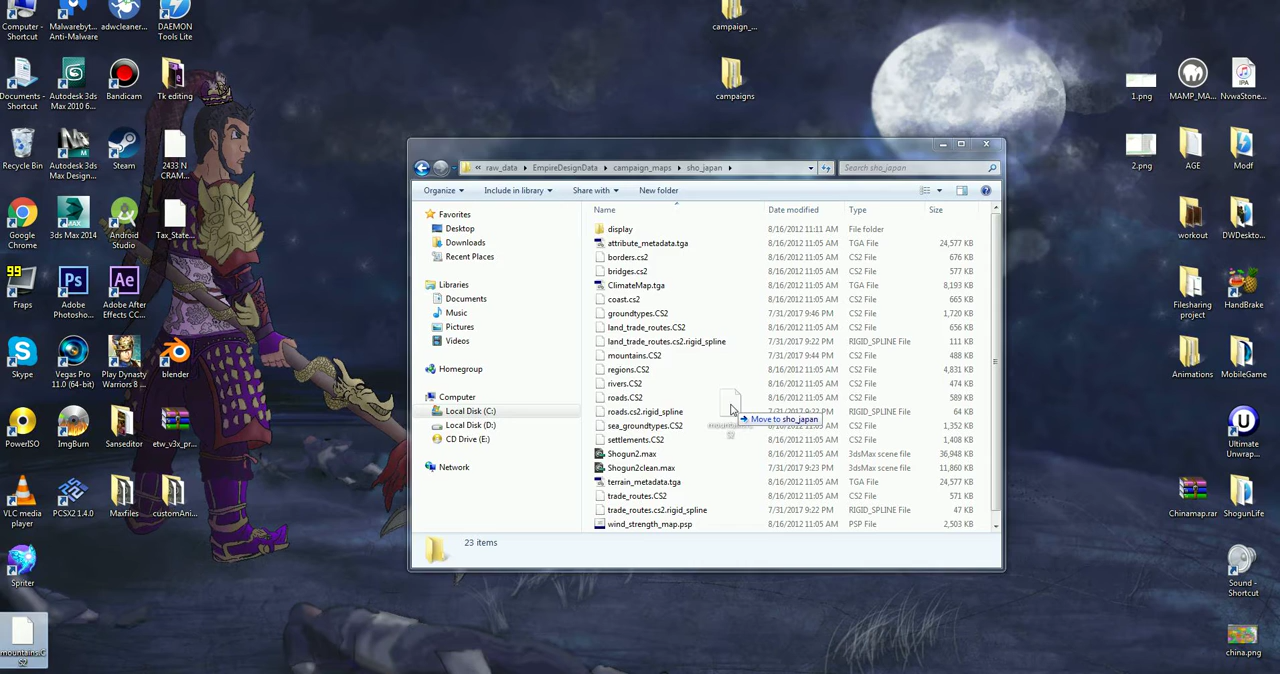 Computer - Shortcut
Malwarebyt... Anti-Malware
adwcleaner...
DAEMON Tools Lite
campaign_...
Documents - Shortcut
Autodesk 3ds Max 2010 6...
Bandicam
Tk editing
campaigns
1.png
MAMP_MA...
NvwaStone...
IPA
Recycle Bin
Autodesk 3ds Max Design...
Steam
2433 N CRAM...
2.png
AGE
Modf
Google Chrome
3ds Max 2014
Android Studio
Tax_State...
workout
DWDeskto...
99
Fraps
Ps
Adobe Photosho...
Ae
Adobe After Effects CC...
Filesharing project
HandBrake
Skype
Vegas Pro 11.0 (64-bit)
Play Dynasty Warriors 8 ...
blender
Animations
MobileGame
PowerISO
ImgBurn
Sanseditor
etw_v3x_pr...
Ultimate Unwrap...
VLC media player
PCSX2 1.4.0
Maxfiles
customAni...
Chinamap.rar
ShogunLife
Spriter
Sound - Shortcut
mountains.CS2
china.png
« raw_data EmpireDesignData campaign_maps sho_japan
Search sho_japan
Organize Include in library Share with New folder
Favorites
Desktop
Downloads
Recent Places
Libraries
Documents
Music
Pictures
Videos
Homegroup
Computer
Local Disk (C:)
Local Disk (D:)
CD Drive (E:)
Network
Name Date modified Type Size
display 8/16/2012 11:11 AM File folder
attribute_metadata.tga 8/16/2012 11:05 AM TGA File 24,577 KB
borders.cs2 8/16/2012 11:05 AM CS2 File 676 KB
bridges.cs2 8/16/2012 11:05 AM CS2 File 577 KB
ClimateMap.tga 8/16/2012 11:05 AM TGA File 8,193 KB
coast.cs2 8/16/2012 11:05 AM CS2 File 665 KB
groundtypes.CS2 7/31/2017 9:46 PM CS2 File 1,720 KB
land_trade_routes.CS2 8/16/2012 11:05 AM CS2 File 656 KB
land_trade_routes.cs2.rigid_spline 7/31/2017 9:22 PM RIGID_SPLINE File 111 KB
mountains.CS2 7/31/2017 9:44 PM CS2 File 488 KB
regions.CS2 8/16/2012 11:05 AM CS2 File 4,831 KB
rivers.CS2 8/16/2012 11:05 AM CS2 File 474 KB
roads.CS2 8/16/2012 11:05 AM CS2 File 589 KB
roads.cs2.rigid_spline 7/31/2017 9:22 PM RIGID_SPLINE File 64 KB
Move to sho_japan
sea_groundtypes.CS2 8/16/2012 11:05 AM CS2 File 1,352 KB
settlements.CS2 8/16/2012 11:05 AM CS2 File 1,408 KB
Shogun2.max 8/16/2012 11:05 AM 3dsMax scene file 36,948 KB
Shogun2clean.max 7/31/2017 9:23 PM 3dsMax scene file 11,860 KB
terrain_metadata.tga 8/16/2012 11:05 AM TGA File 24,577 KB
trade_routes.CS2 8/16/2012 11:05 AM CS2 File 571 KB
trade_routes.cs2.rigid_spline 7/31/2017 9:22 PM RIGID_SPLINE File 47 KB
wind_strength_map.psp 8/16/2012 11:05 AM PSP File 2,503 KB
23 items